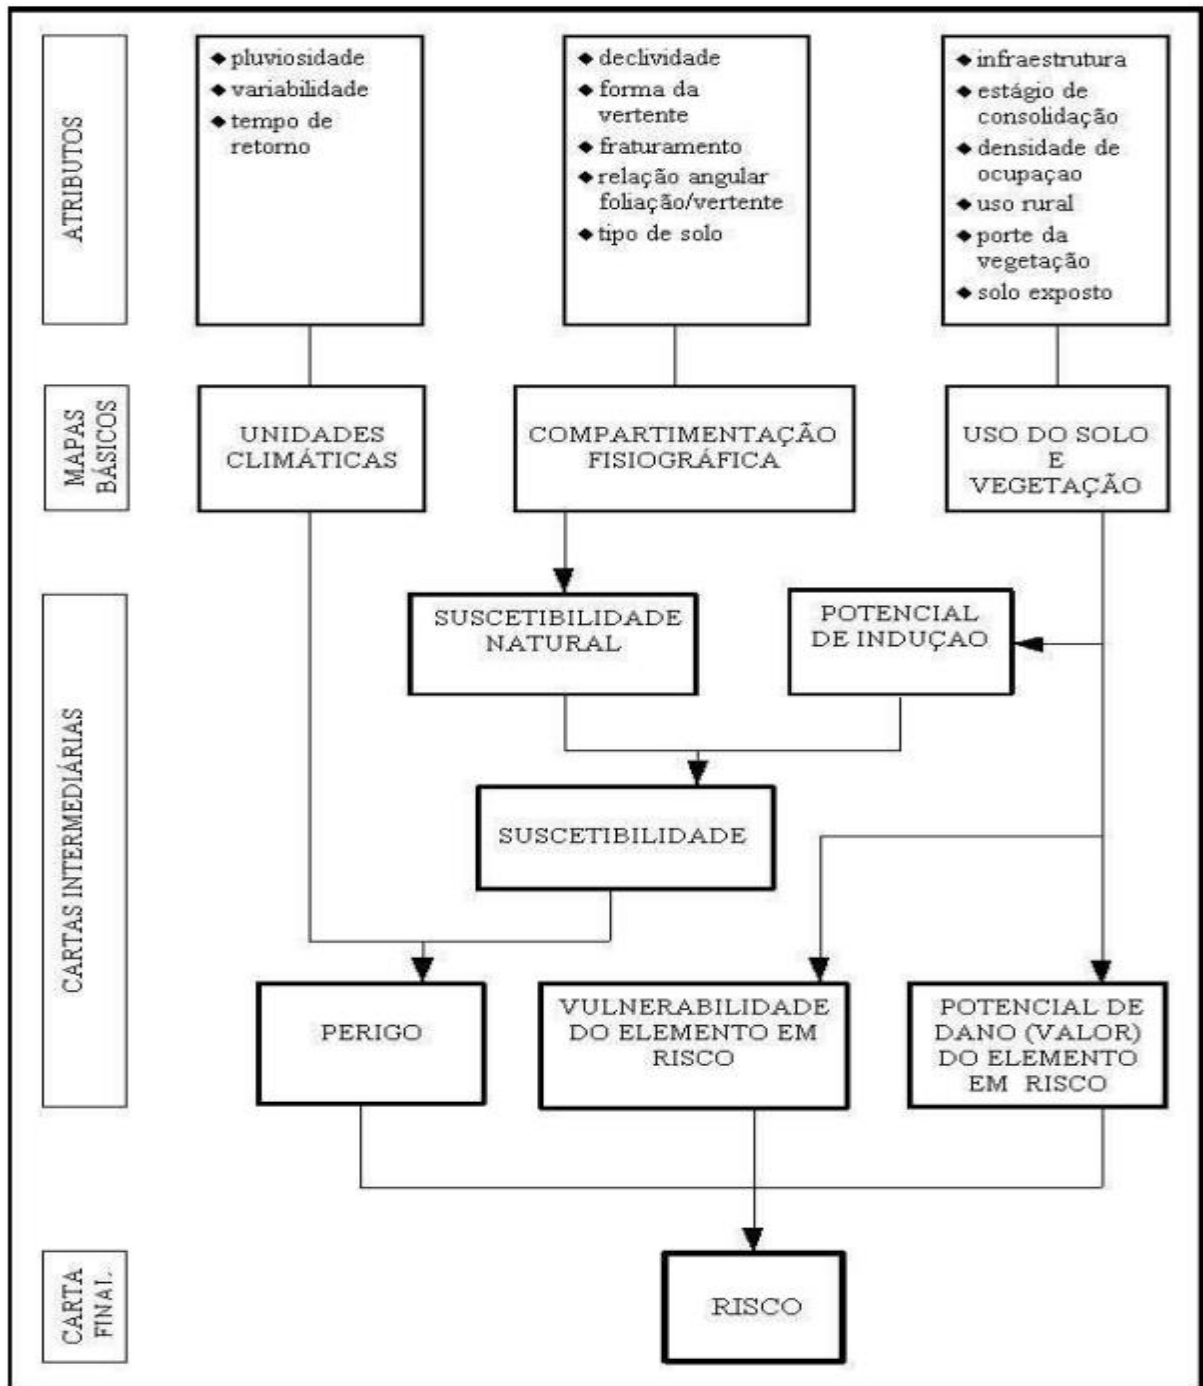 ATRIBUTOS
◆ pluviosidade
◆ variabilidade
◆ tempo de
retorno
◆ declividade
◆ forma da
vertente
◆ fraturamento
◆ relação angular
foliação/vertente
◆ tipo de solo
◆ infraestrutura
◆ estágio de
consolidação
◆ densidade de
ocupaçao
◆ uso rural
◆ porte da
vegetação
◆ solo exposto
MAPAS
BÁSICOS
UNIDADES
CLIMÁTICAS
COMPARTIMENTAÇÃO
FISIOGRÁFICA
USO DO SOLO
E
VEGETAÇÃO
CARTAS INTERMEDIÁRIAS
SUSCETIBILIDADE
NATURAL
POTENCIAL
DE INDUÇAO
SUSCETIBILIDADE
PERIGO
VULNERABILIDADE
DO ELEMENTO EM
RISCO
POTENCIAL DE
DANO (VALOR)
DO ELEMENTO
EM RISCO
CARTA
FINAL
RISCO